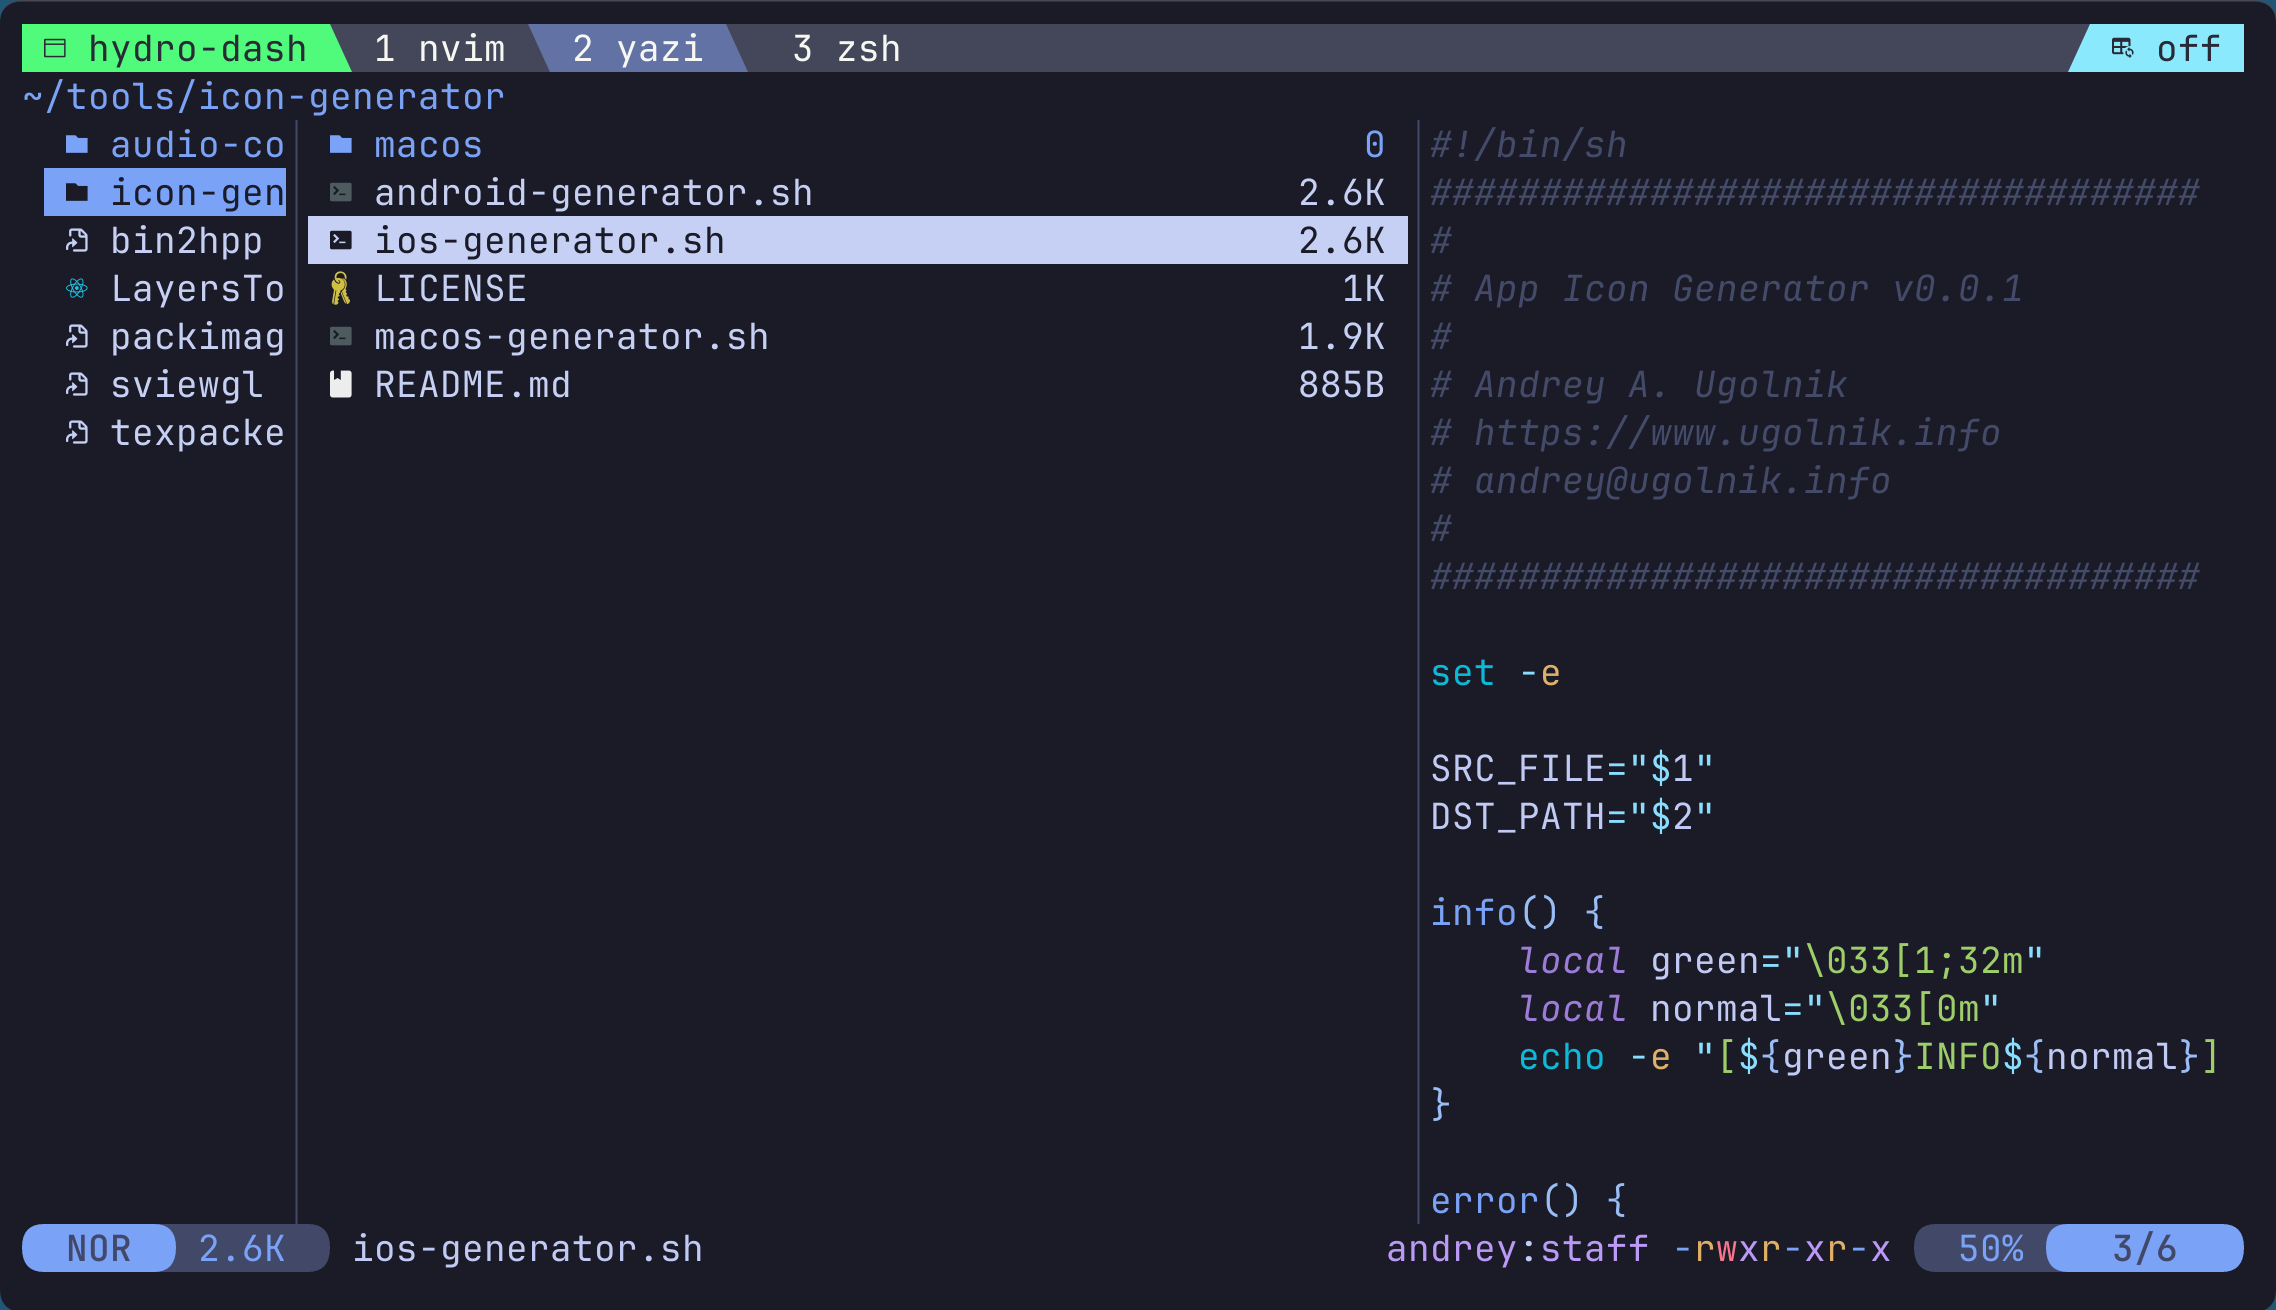 hydro-dash 1 nvim 2 yazi 3 zsh off
~/tools/icon-generator
audio-co
icon-gen
bin2hpp
LayersTo
packimag
sviewgl
texpacke
macos 0
android-generator.sh 2.6K
ios-generator.sh 2.6K
LICENSE 1K
macos-generator.sh 1.9K
README.md 885B
#!/bin/sh
###################################
#
# App Icon Generator v0.0.1
#
# Andrey A. Ugolnik
# https://www.ugolnik.info
# andrey@ugolnik.info
#
###################################
set -e
SRC_FILE="$1"
DST_PATH="$2"
info() {
local green="\033[1;32m"
local normal="\033[0m"
echo -e "[${green}INFO${normal}]
}
error() {
NOR 2.6K ios-generator.sh andrey:staff -rwxr-xr-x 50% 3/6